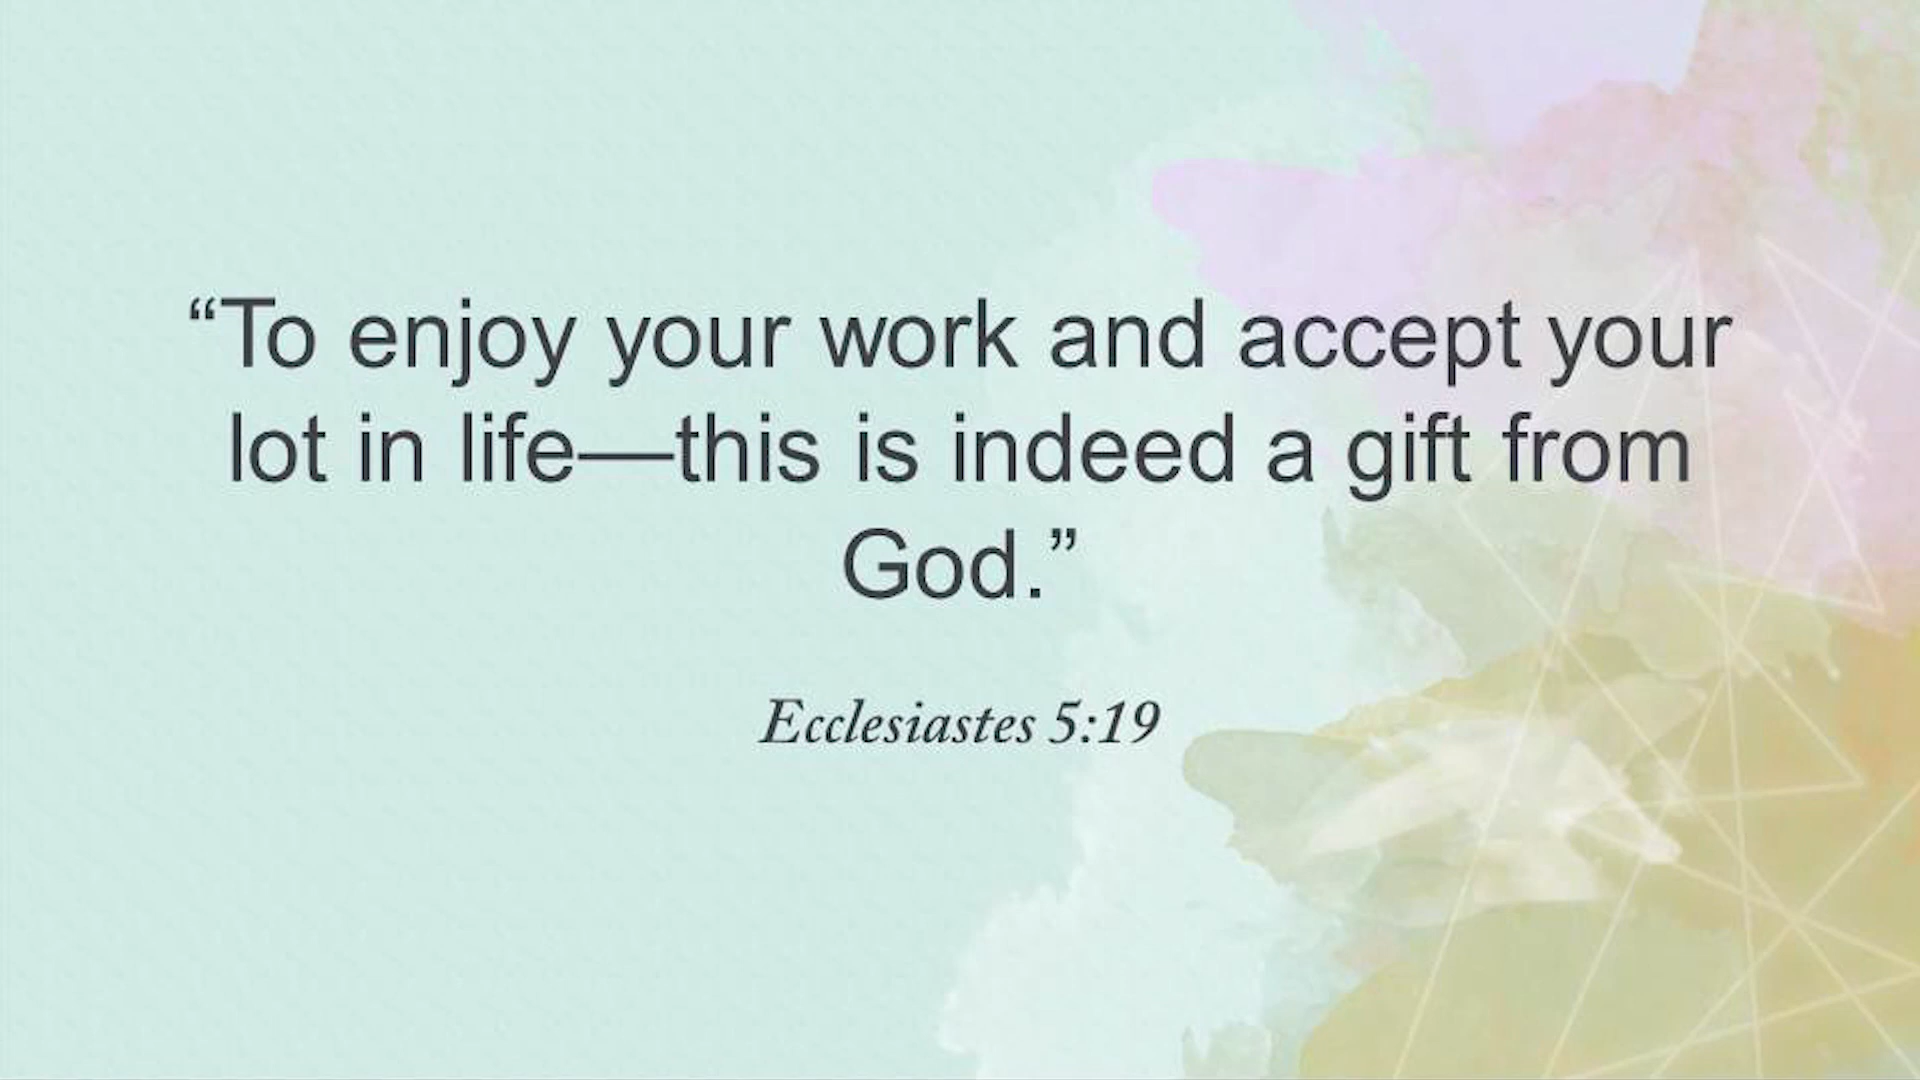 “To enjoy your work and accept your
lot in life—this is indeed a gift from
God.”
Ecclesiastes 5:19